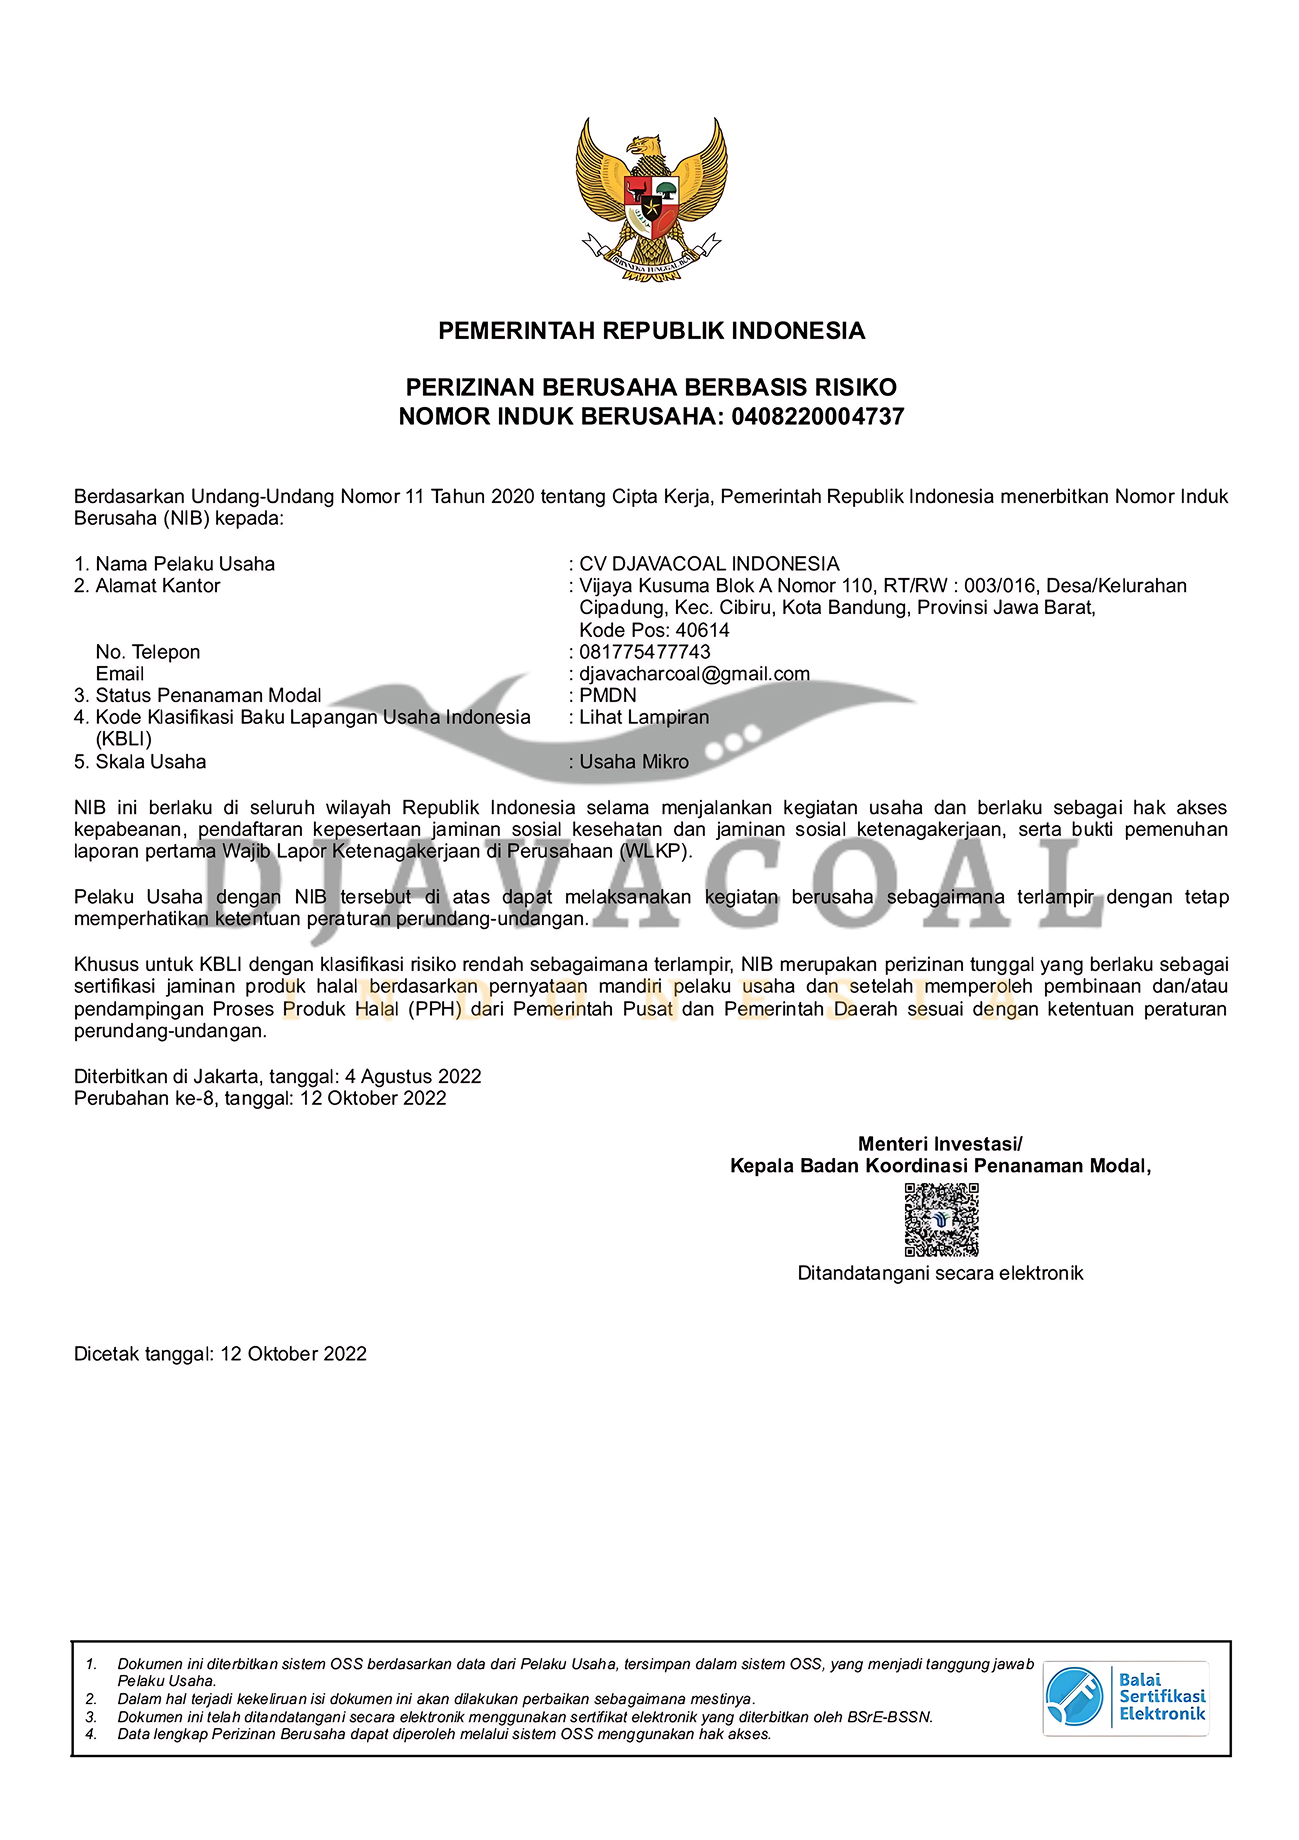 BHINNEKA TUNGGAL IKA
PEMERINTAH REPUBLIK INDONESIA
PERIZINAN BERUSAHA BERBASIS RISIKO
NOMOR INDUK BERUSAHA: 0408220004737
Berdasarkan Undang-Undang Nomor 11 Tahun 2020 tentang Cipta Kerja, Pemerintah Republik Indonesia menerbitkan Nomor Induk
Berusaha (NIB) kepada:
1. Nama Pelaku Usaha : CV DJAVACOAL INDONESIA
2. Alamat Kantor : Vijaya Kusuma Blok A Nomor 110, RT/RW : 003/016, Desa/Kelurahan
Cipadung, Kec. Cibiru, Kota Bandung, Provinsi Jawa Barat,
Kode Pos: 40614
No. Telepon : 081775477743
Email : djavacharcoal@gmail.com
3. Status Penanaman Modal : PMDN
4. Kode Klasifikasi Baku Lapangan Usaha Indonesia : Lihat Lampiran
(KBLI)
5. Skala Usaha : Usaha Mikro
NIB ini berlaku di seluruh wilayah Republik Indonesia selama menjalankan kegiatan usaha dan berlaku sebagai hak akses
kepabeanan, pendaftaran kepesertaan jaminan sosial kesehatan dan jaminan sosial ketenagakerjaan, serta bukti pemenuhan
laporan pertama Wajib Lapor Ketenagakerjaan di Perusahaan (WLKP).
DJAVACOAL
Pelaku Usaha dengan NIB tersebut di atas dapat melaksanakan kegiatan berusaha sebagaimana terlampir dengan tetap
memperhatikan ketentuan peraturan perundang-undangan.
Khusus untuk KBLI dengan klasifikasi risiko rendah sebagaimana terlampir, NIB merupakan perizinan tunggal yang berlaku sebagai
sertifikasi jaminan produk halal berdasarkan pernyataan mandiri pelaku usaha dan setelah memperoleh pembinaan dan/atau
INDONESIA
pendampingan Proses Produk Halal (PPH) dari Pemerintah Pusat dan Pemerintah Daerah sesuai dengan ketentuan peraturan
perundang-undangan.
Diterbitkan di Jakarta, tanggal: 4 Agustus 2022
Perubahan ke-8, tanggal: 12 Oktober 2022
Menteri Investasi/
Kepala Badan Koordinasi Penanaman Modal,
Ditandatangani secara elektronik
Dicetak tanggal: 12 Oktober 2022
1. Dokumen ini diterbitkan sistem OSS berdasarkan data dari Pelaku Usaha, tersimpan dalam sistem OSS, yang menjadi tanggung jawab
Pelaku Usaha.
2. Dalam hal terjadi kekeliruan isi dokumen ini akan dilakukan perbaikan sebagaimana mestinya.
3. Dokumen ini telah ditandatangani secara elektronik menggunakan sertifikat elektronik yang diterbitkan oleh BSrE-BSSN.
4. Data lengkap Perizinan Berusaha dapat diperoleh melalui sistem OSS menggunakan hak akses.
Balai
Sertifikasi
Elektronik